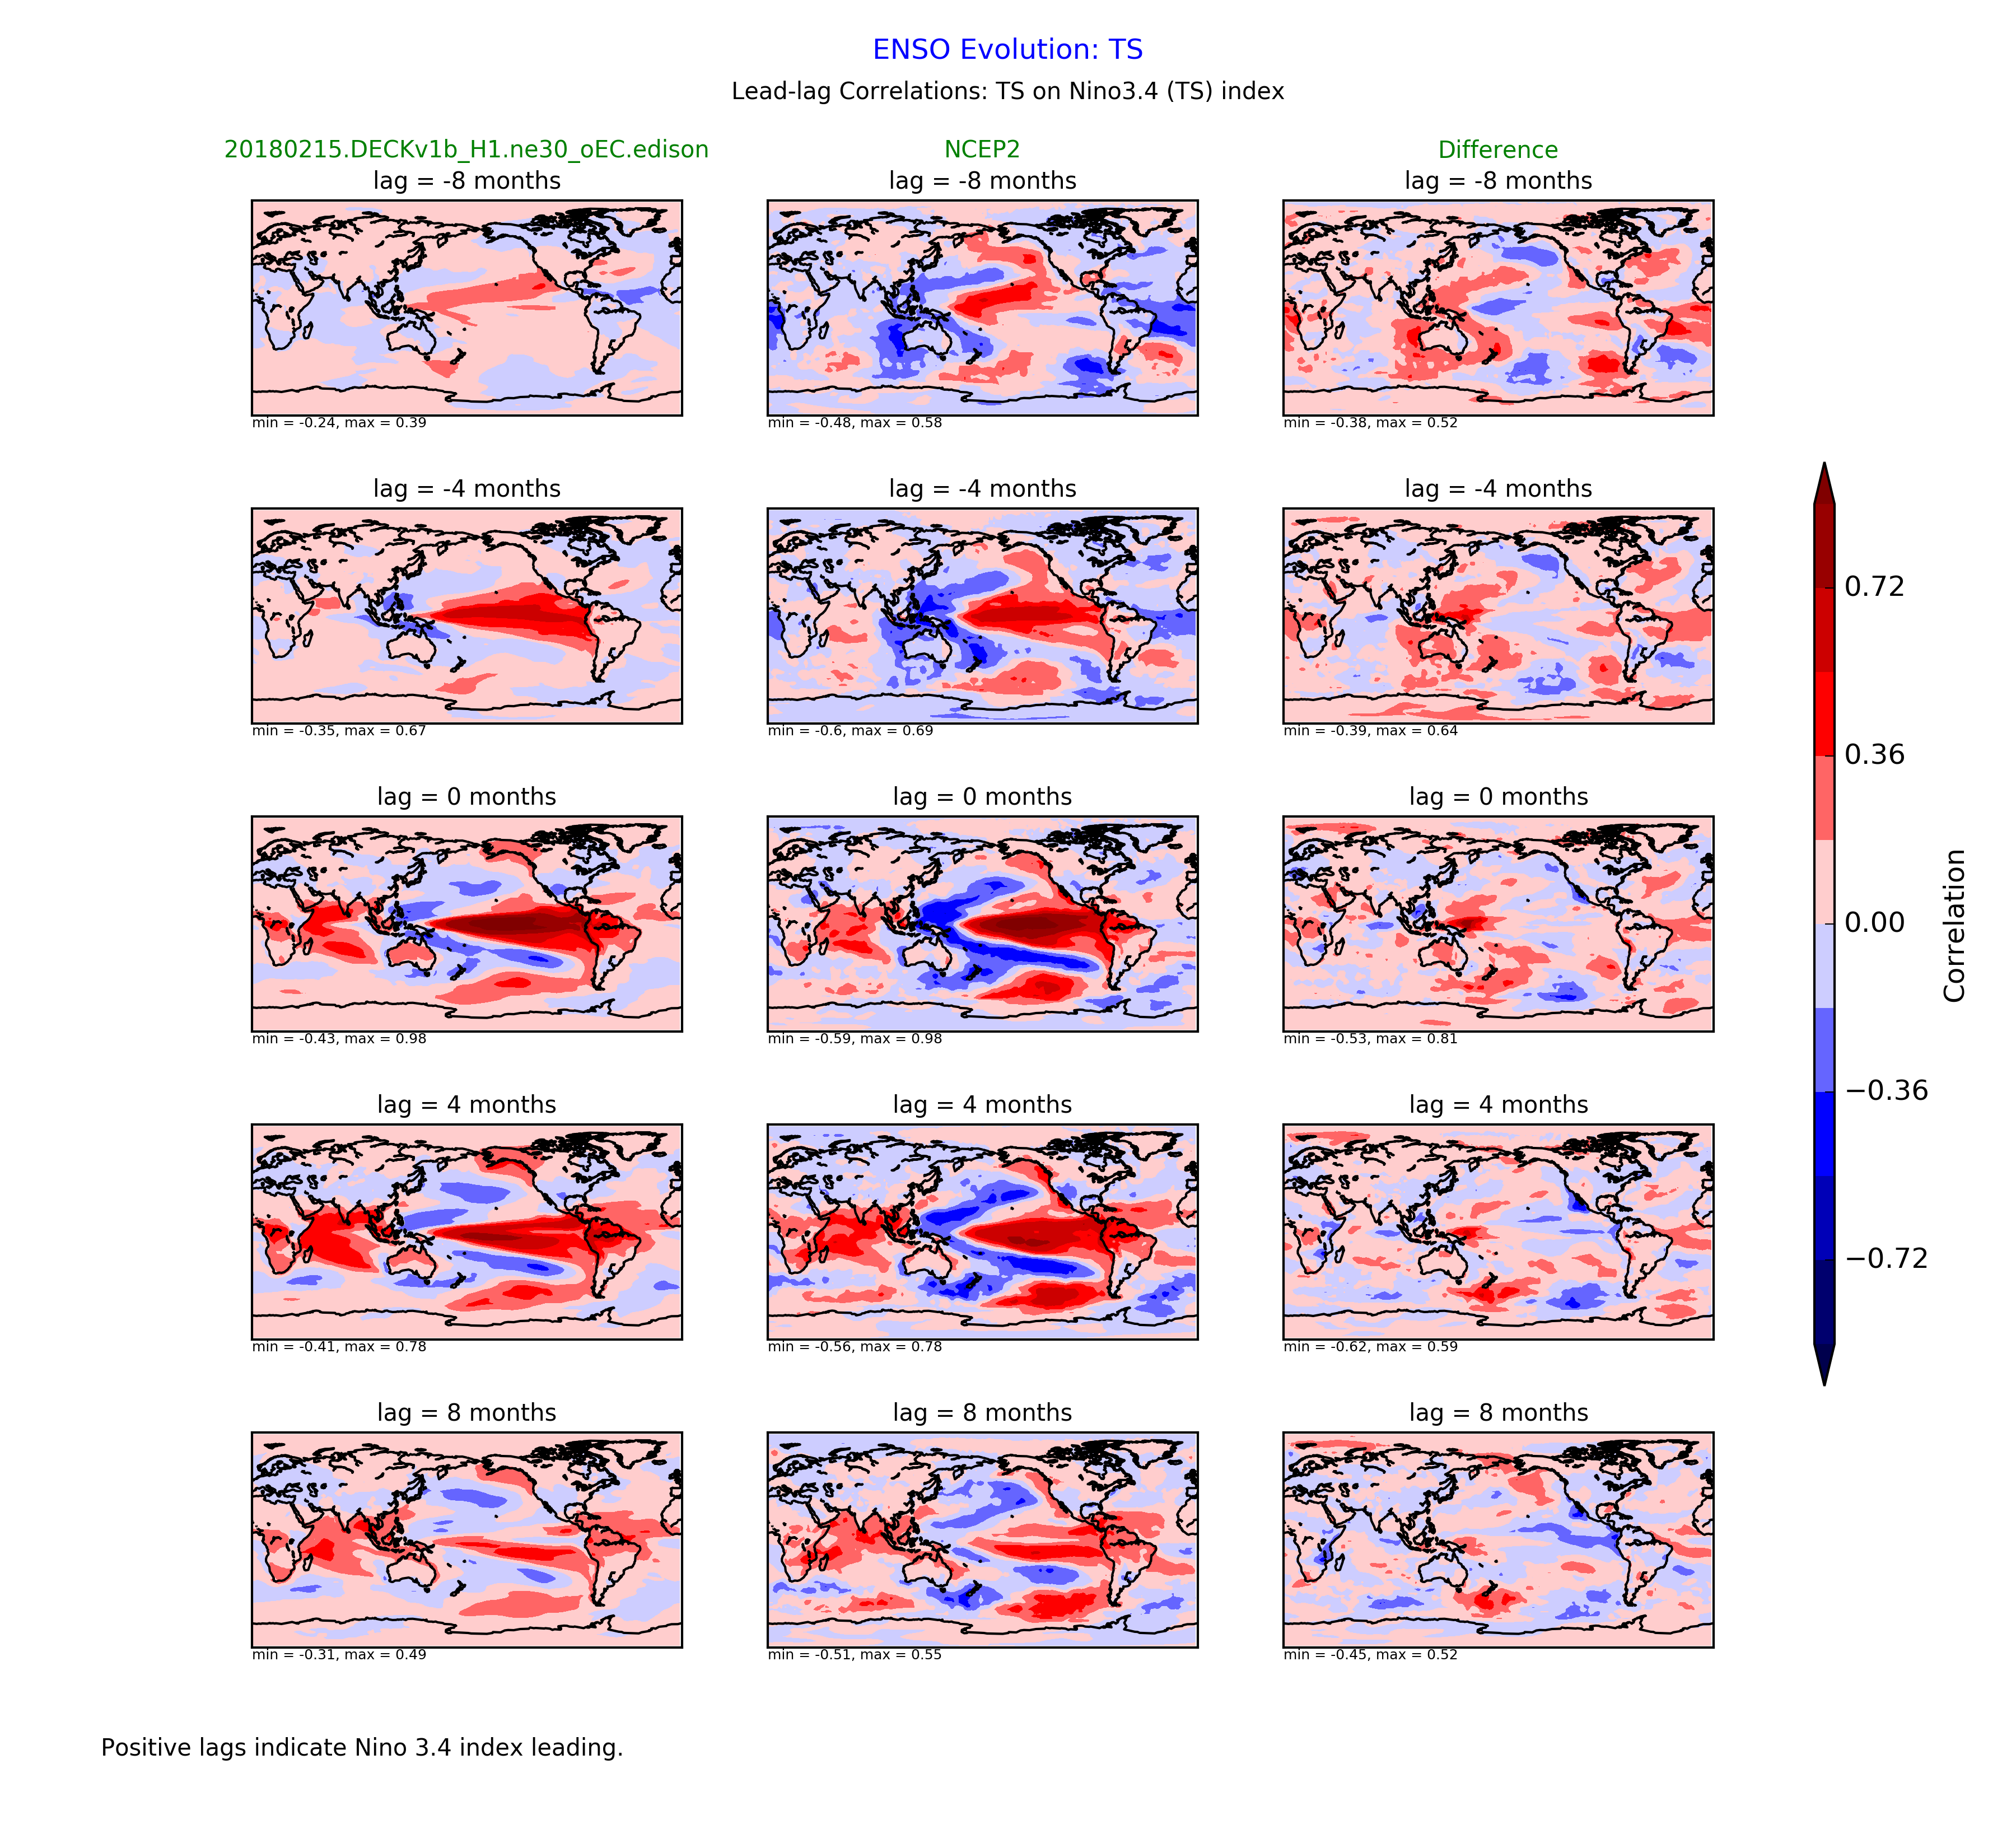 ENSO Evolution: TS
Lead-lag Correlations: TS on Nino3.4 (TS) index
20180215.DECKv1b_H1.ne30_oEC.edison NCEP2 Difference
lag = -8 months lag = -8 months lag = -8 months
min = -0.24, max = 0.39 min = -0.48, max = 0.58 min = -0.38, max = 0.52
lag = -4 months lag = -4 months lag = -4 months
min = -0.35, max = 0.67 min = -0.6, max = 0.69 min = -0.39, max = 0.64
lag = 0 months lag = 0 months lag = 0 months
min = -0.43, max = 0.98 min = -0.59, max = 0.98 min = -0.53, max = 0.81
lag = 4 months lag = 4 months lag = 4 months
min = -0.41, max = 0.78 min = -0.56, max = 0.78 min = -0.62, max = 0.59
lag = 8 months lag = 8 months lag = 8 months
min = -0.31, max = 0.49 min = -0.51, max = 0.55 min = -0.45, max = 0.52
0.72
0.36
0.00
−0.36
−0.72
Correlation
Positive lags indicate Nino 3.4 index leading.